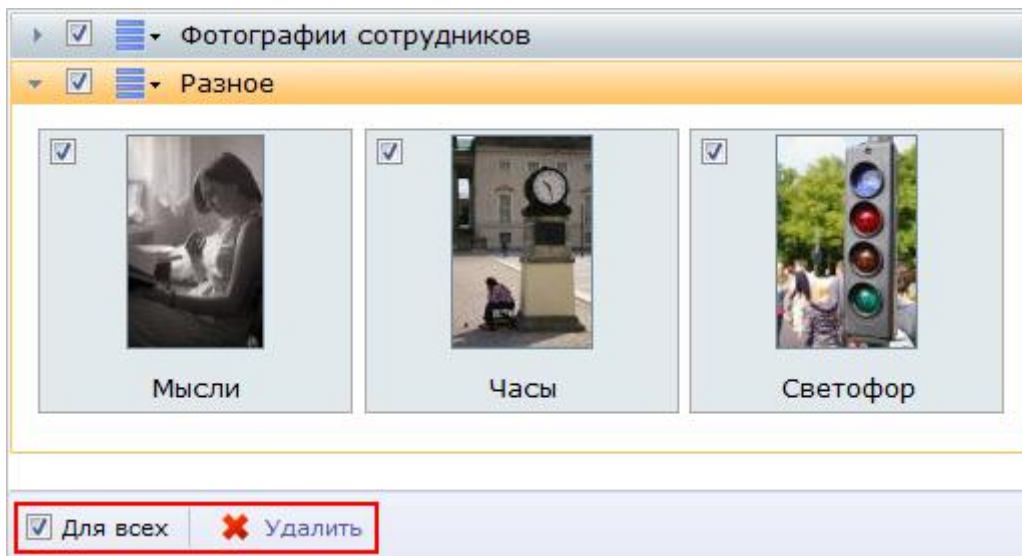 Фотографии сотрудников
Разное
Мысли
Часы
Светофор
Для всех
Удалить